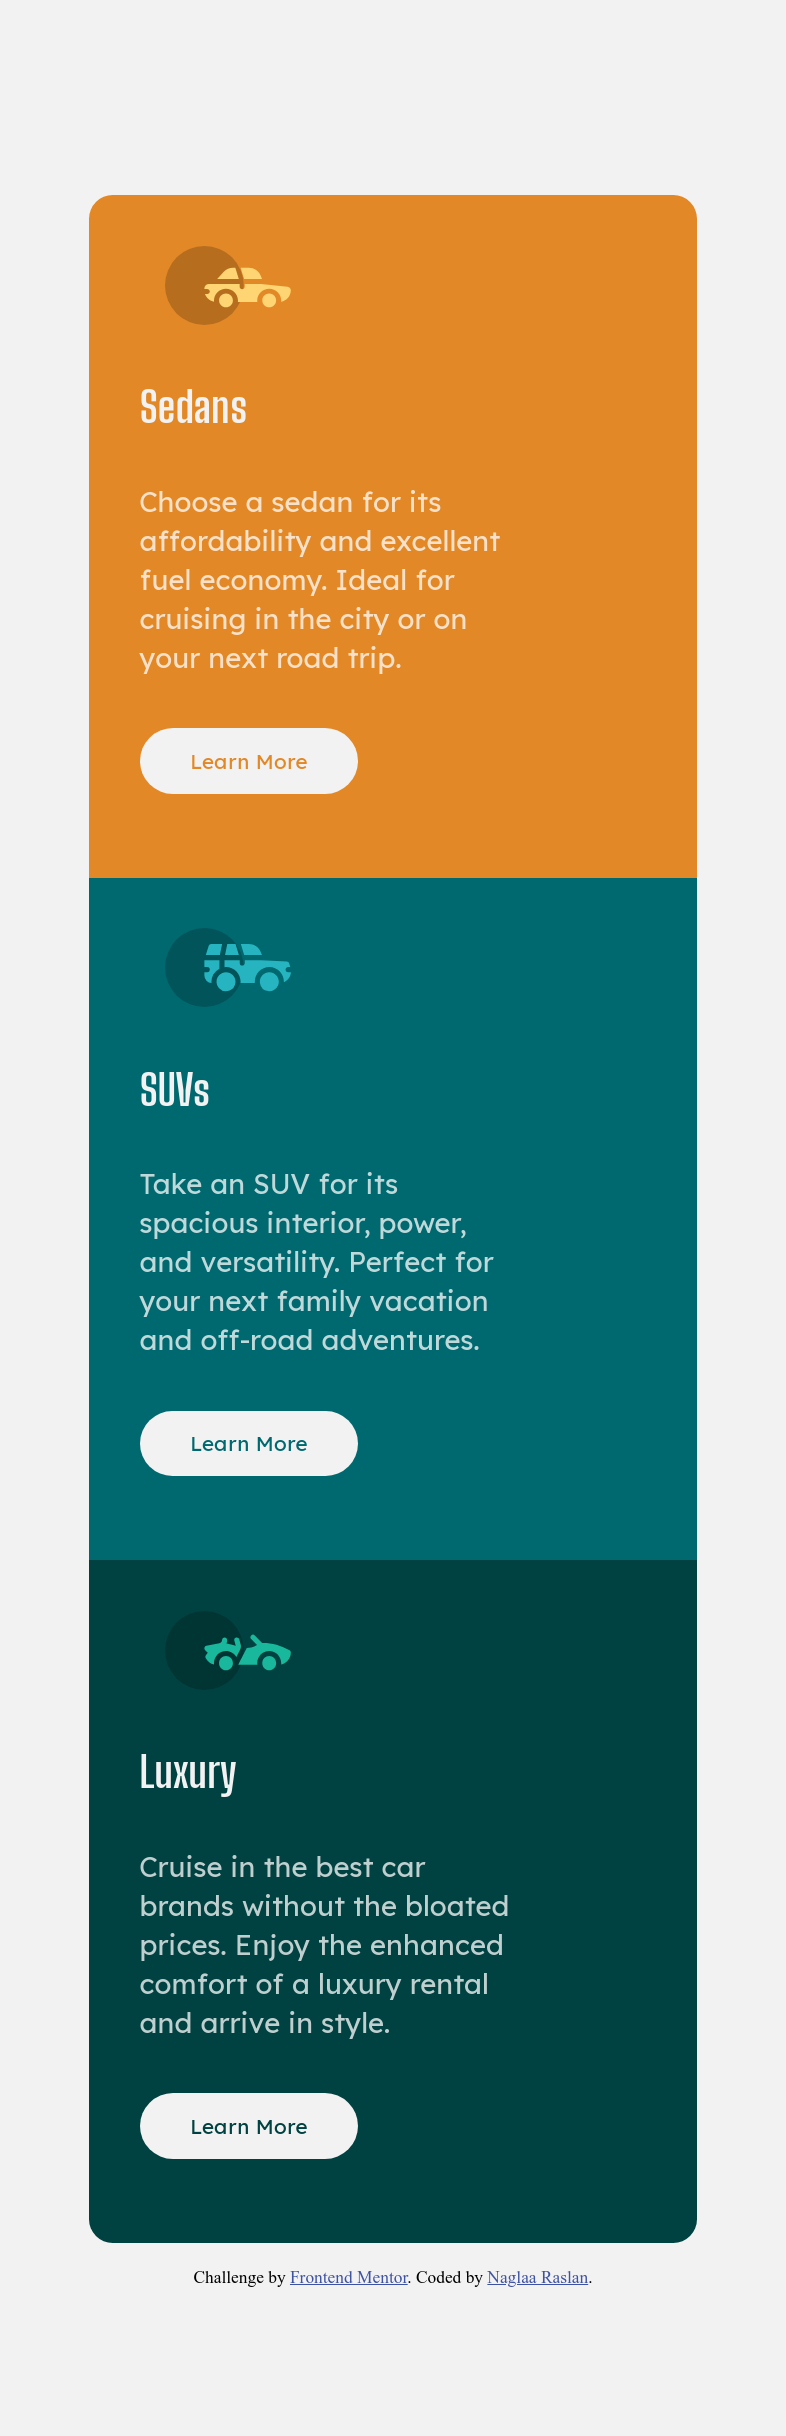 Sedans
Choose a sedan for its
affordability and excellent
fuel economy. Ideal for
cruising in the city or on
your next road trip.
Learn More
SUVs
Take an SUV for its
spacious interior, power,
and versatility. Perfect for
your next family vacation
and off-road adventures.
Learn More
Luxury
Cruise in the best car
brands without the bloated
prices. Enjoy the enhanced
comfort of a luxury rental
and arrive in style.
Learn More
Challenge by Frontend Mentor. Coded by Naglaa Raslan.